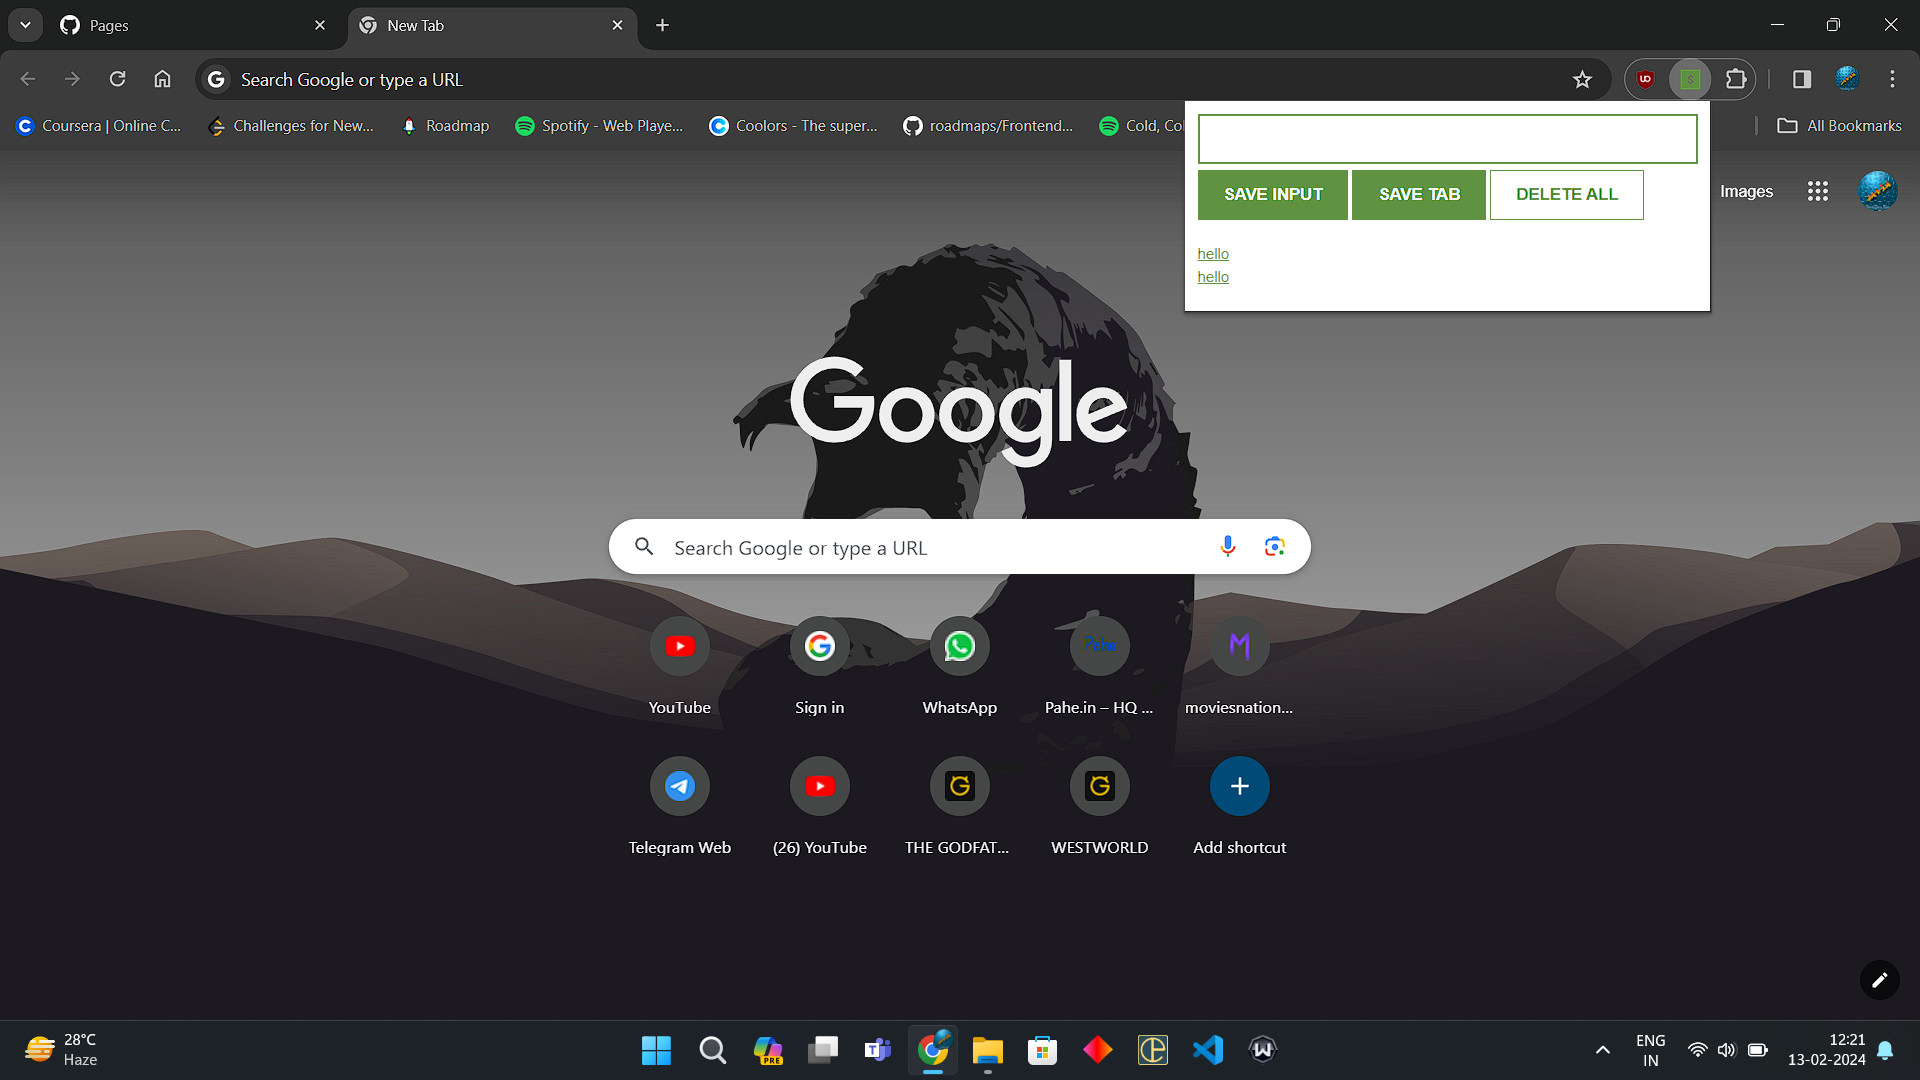 Pages
New Tab
Search Google or type a URL
Coursera | Online C...
Challenges for New...
Roadmap
Spotify - Web Playe...
Coolors - The super...
roadmaps/Frontend...
Cold, Col
All Bookmarks
SAVE INPUT
SAVE TAB
DELETE ALL
hello
hello
Images
Google
Search Google or type a URL
YouTube
Sign in
WhatsApp
Pahe
Pahe.in – HQ ...
moviesnation...
Telegram Web
(26) YouTube
THE GODFAT...
WESTWORLD
Add shortcut
28°C
Haze
PRE
ENG
IN
12:21
13-02-2024